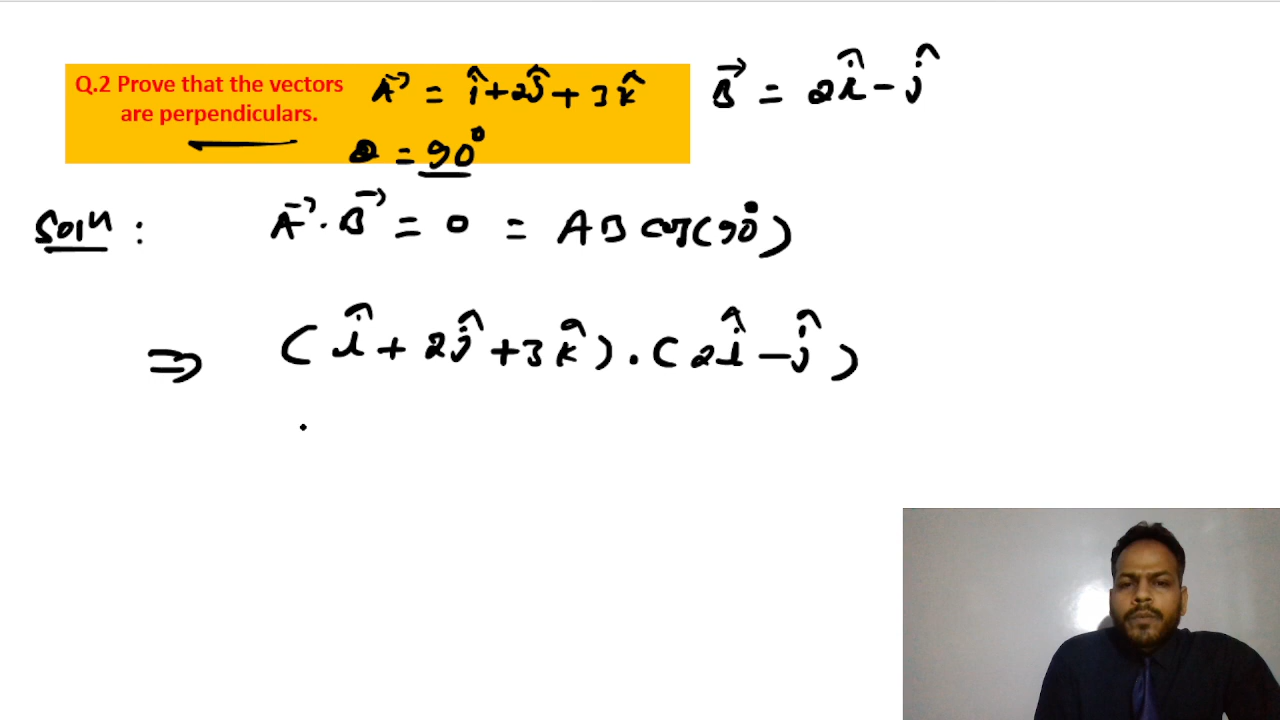 Q.2 Prove that the vectors A⃗ = î + 2ĵ + 3k̂ B⃗ = 2î - ĵ
are perpendiculars.
θ = 90°
Soln : A⃗ . B⃗ = 0 = AB cos(90°)
⇒ (î + 2ĵ + 3k̂) . (2î - ĵ)